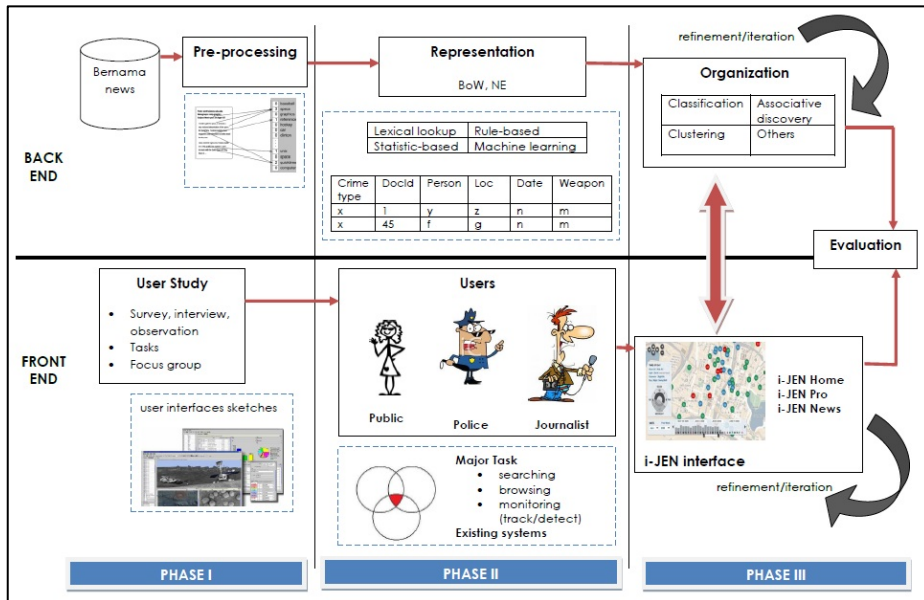 Bernama
news
Pre-processing
Representation
BoW, NE
refinement/iteration
Organization
Classification
Associative
discovery
Clustering
Others
Lexical lookup
Rule-based
Statistic-based
Machine learning
Crime
type
DocId
Person
Loc
Date
Weapon
x
1
y
z
n
m
x
45
f
g
n
m
BACK
END
Evaluation
FRONT
END
User Study
• Survey, interview,
observation
• Tasks
• Focus group
user interfaces sketches
Users
Public
Police
Journalist
Major Task
• searching
• browsing
• monitoring
(track/detect)
Existing systems
i-JEN Home
i-JEN Pro
i-JEN News
i-JEN interface
refinement/iteration
PHASE I
PHASE II
PHASE III